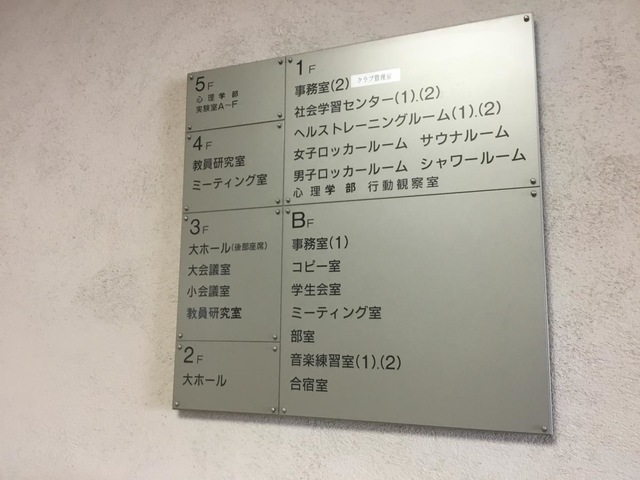 5F
心理学部
実験室A〜F
4F
教員研究室
ミーティング室
3F
大ホール(後部座席)
大会議室
小会議室
教員研究室
2F
大ホール
1F
事務室(2) クラブ管理室
社会学習センター(1).(2)
ヘルストレーニングルーム(1).(2)
女子ロッカールーム サウナルーム
男子ロッカールーム シャワールーム
心理学部 行動観察室
BF
事務室(1)
コピー室
学生会室
ミーティング室
部室
音楽練習室(1).(2)
合宿室